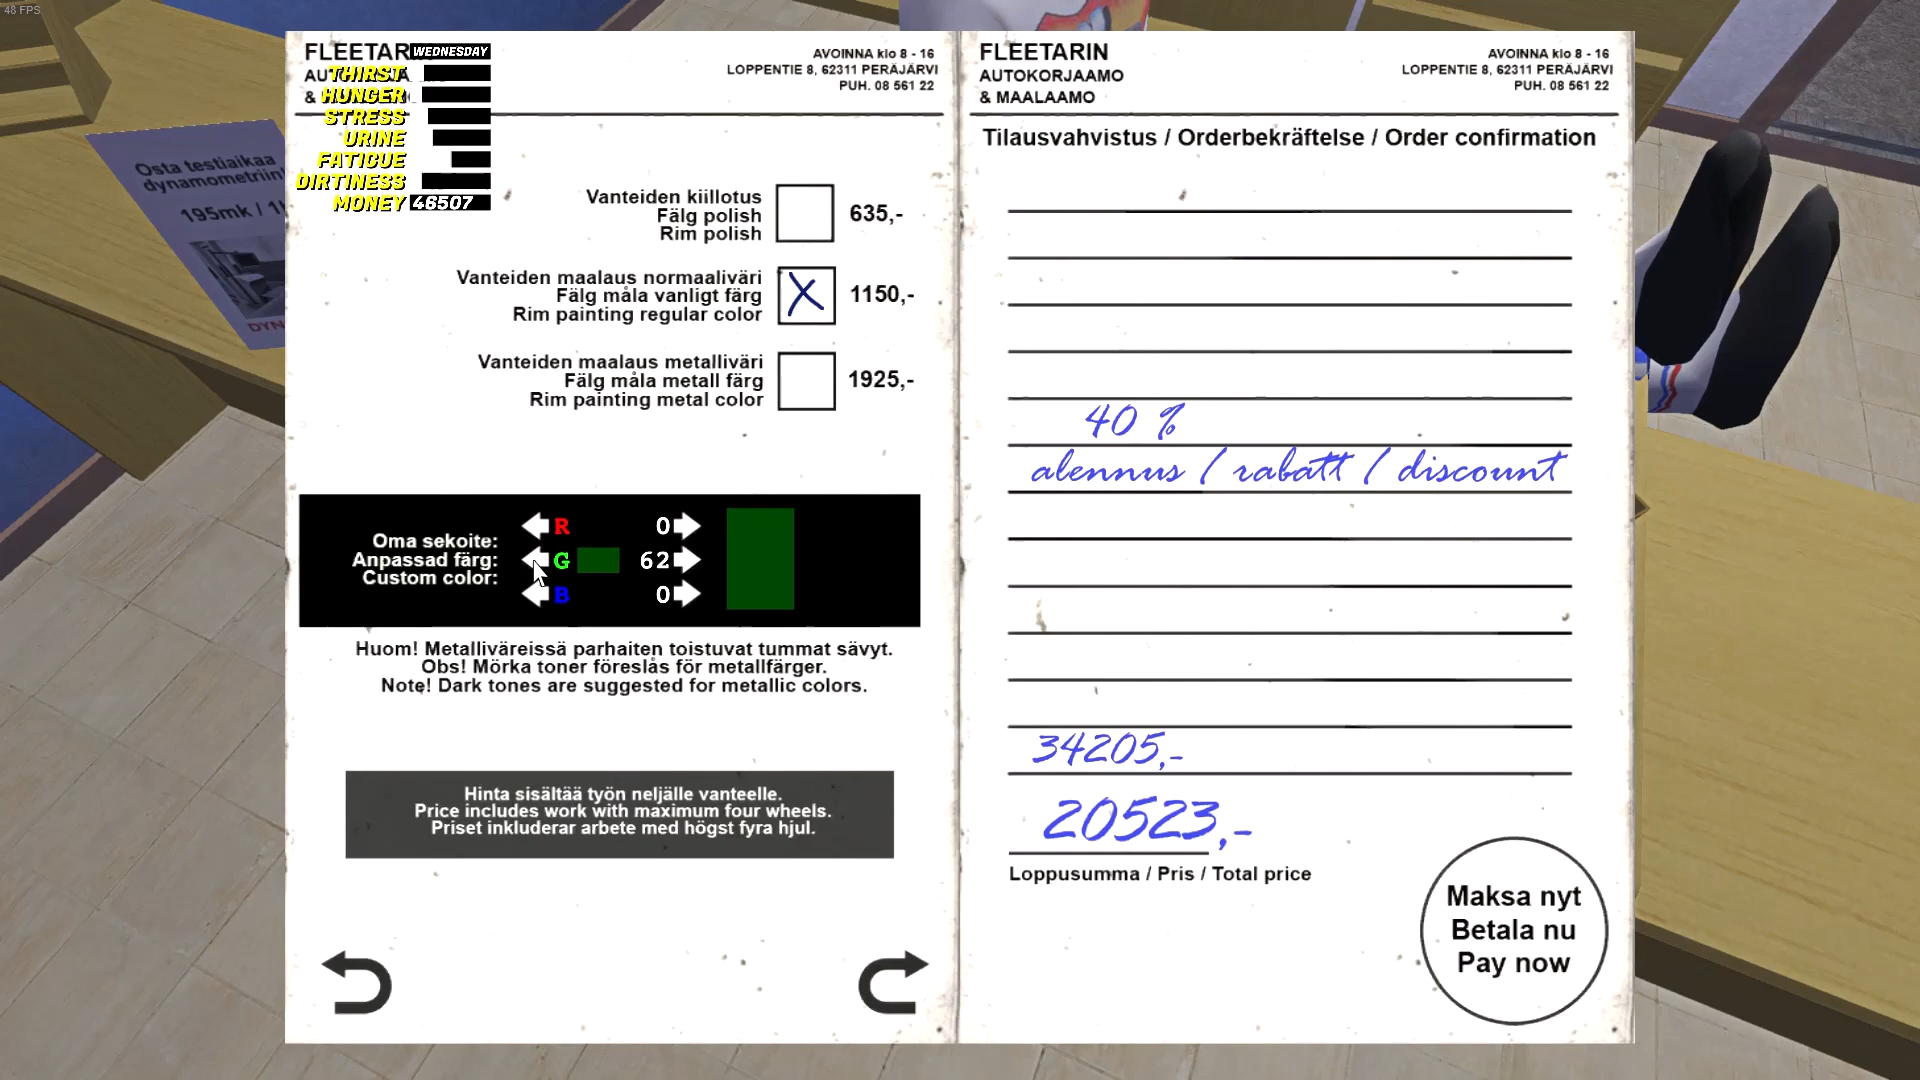 48 FPS
FLEETAR
WEDNESDAY
AVOINNA klo 8 - 16
LOPPENTIE 8, 62311 PERÄJÄRVI
PUH. 08 561 22
THIRST
HUNGER
STRESS
URINE
FATIGUE
DIRTINESS
MONEY 46507
Osta testiaikaa
dynamometriin
195mk / 1
DYN
Vanteiden kiillotus
Fälg polish
Rim polish
635,-
Vanteiden maalaus normaaliväri
Fälg måla vanligt färg
Rim painting regular color
X
1150,-
Vanteiden maalaus metalliväri
Fälg måla metall färg
Rim painting metal color
1925,-
Oma sekoite:
Anpassad färg:
Custom color:
R 0
G 62
B 0
Huom! Metalliväreissä parhaiten toistuvat tummat sävyt.
Obs! Mörka toner föreslås för metallfärger.
Note! Dark tones are suggested for metallic colors.
Hinta sisältää työn neljälle vanteelle.
Price includes work with maximum four wheels.
Priset inkluderar arbete med högst fyra hjul.
FLEETARIN
AUTOKORJAAMO
& MAALAAMO
AVOINNA klo 8 - 16
LOPPENTIE 8, 62311 PERÄJÄRVI
PUH. 08 561 22
Tilausvahvistus / Orderbekräftelse / Order confirmation
40 %
alennus / rabatt / discount
34205,-
20523,-
Loppusumma / Pris / Total price
Maksa nyt
Betala nu
Pay now